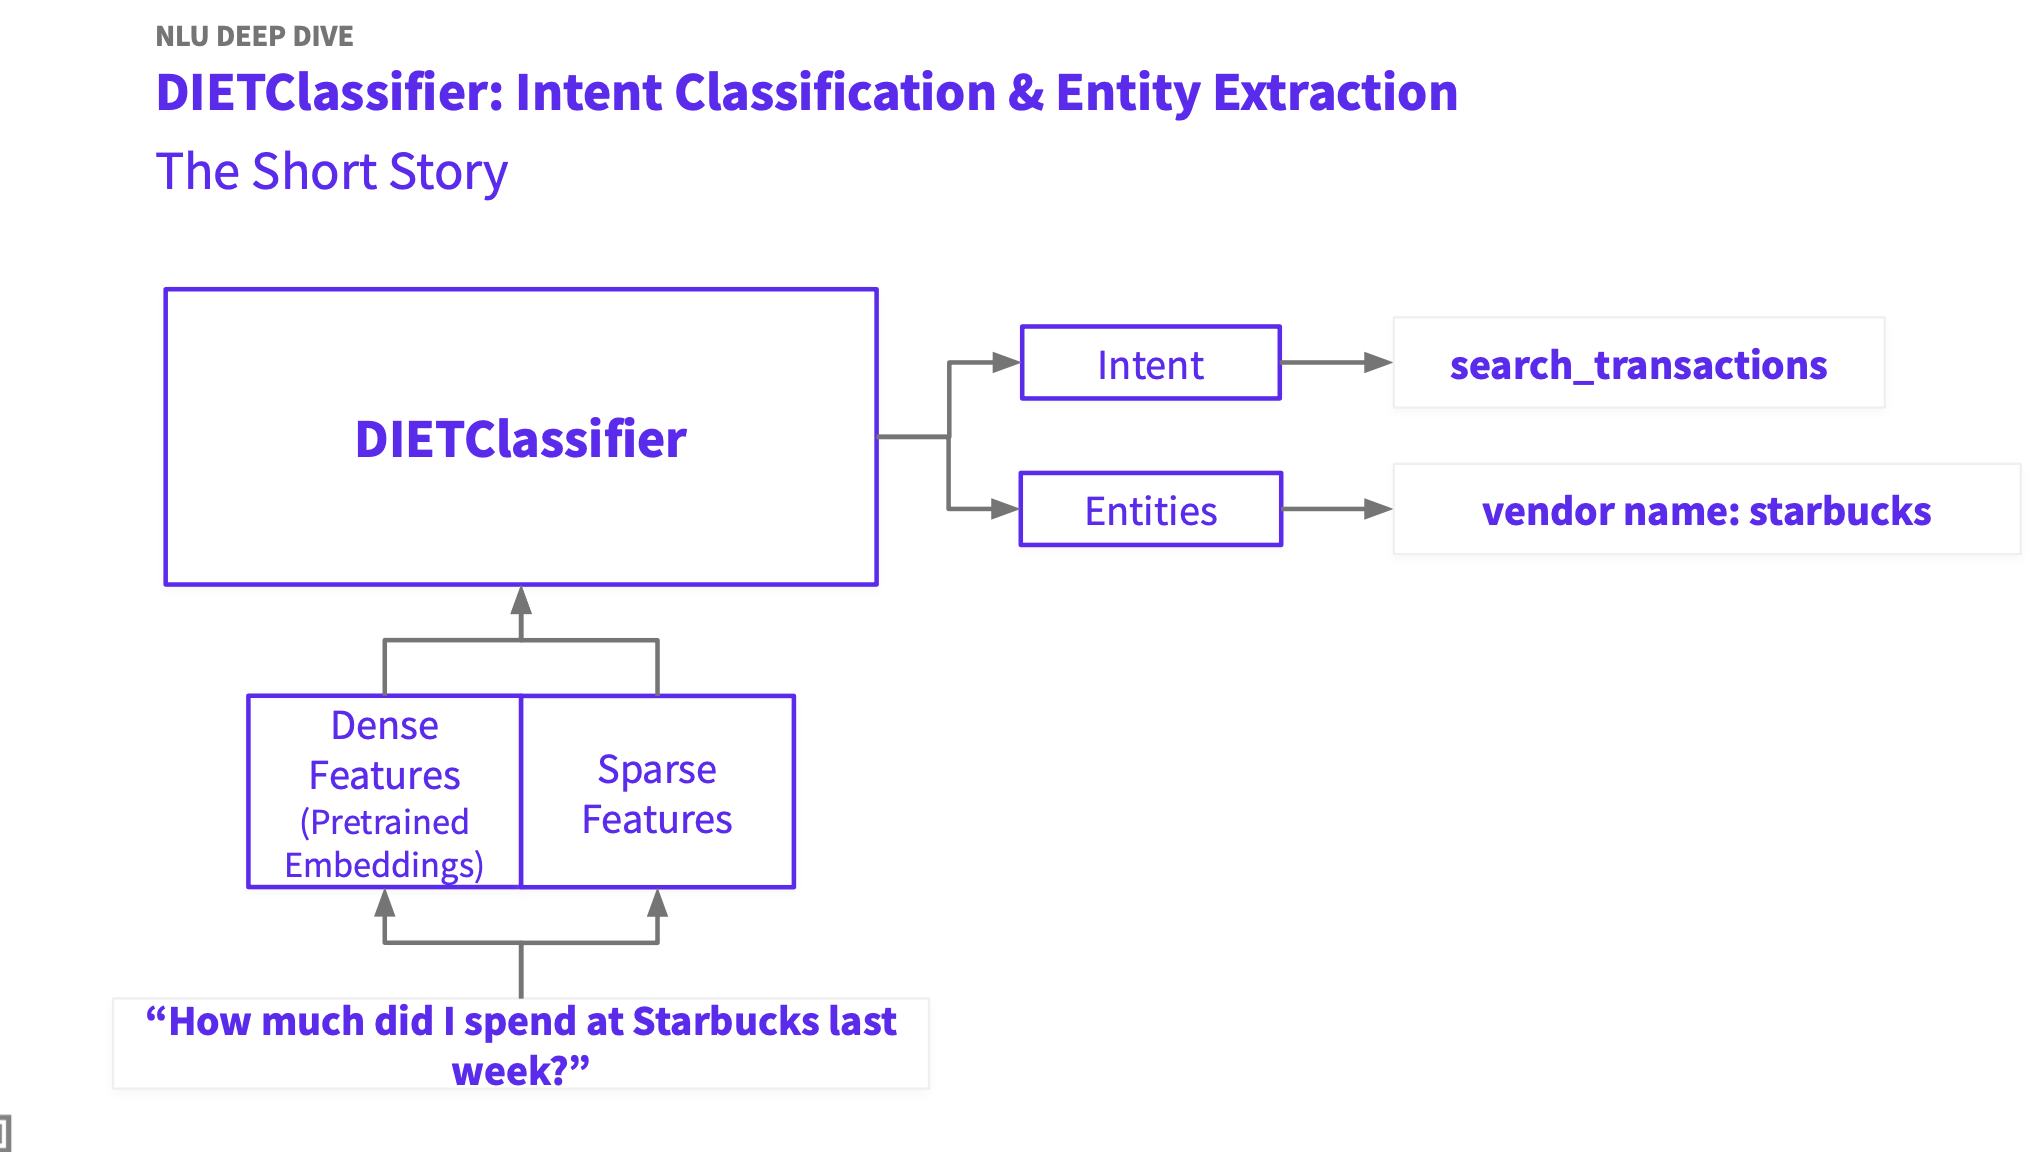 NLU DEEP DIVE
DIETClassifier: Intent Classification & Entity Extraction
The Short Story
DIETClassifier
Intent
search_transactions
Entities
vendor name: starbucks
Dense
Features
(Pretrained
Embeddings)
Sparse
Features
“How much did I spend at Starbucks last
week?”